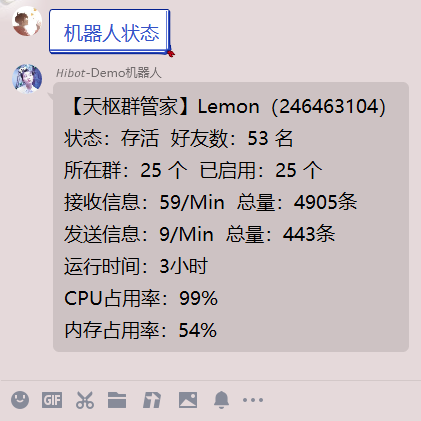 机器人状态
Hibot-Demo机器人
【天枢群管家】Lemon（246463104）
状态：存活 好友数：53 名
所在群：25 个 已启用：25 个
接收信息：59/Min 总量：4905条
发送信息：9/Min 总量：443条
运行时间：3小时
CPU占用率：99%
内存占用率：54%
GIF